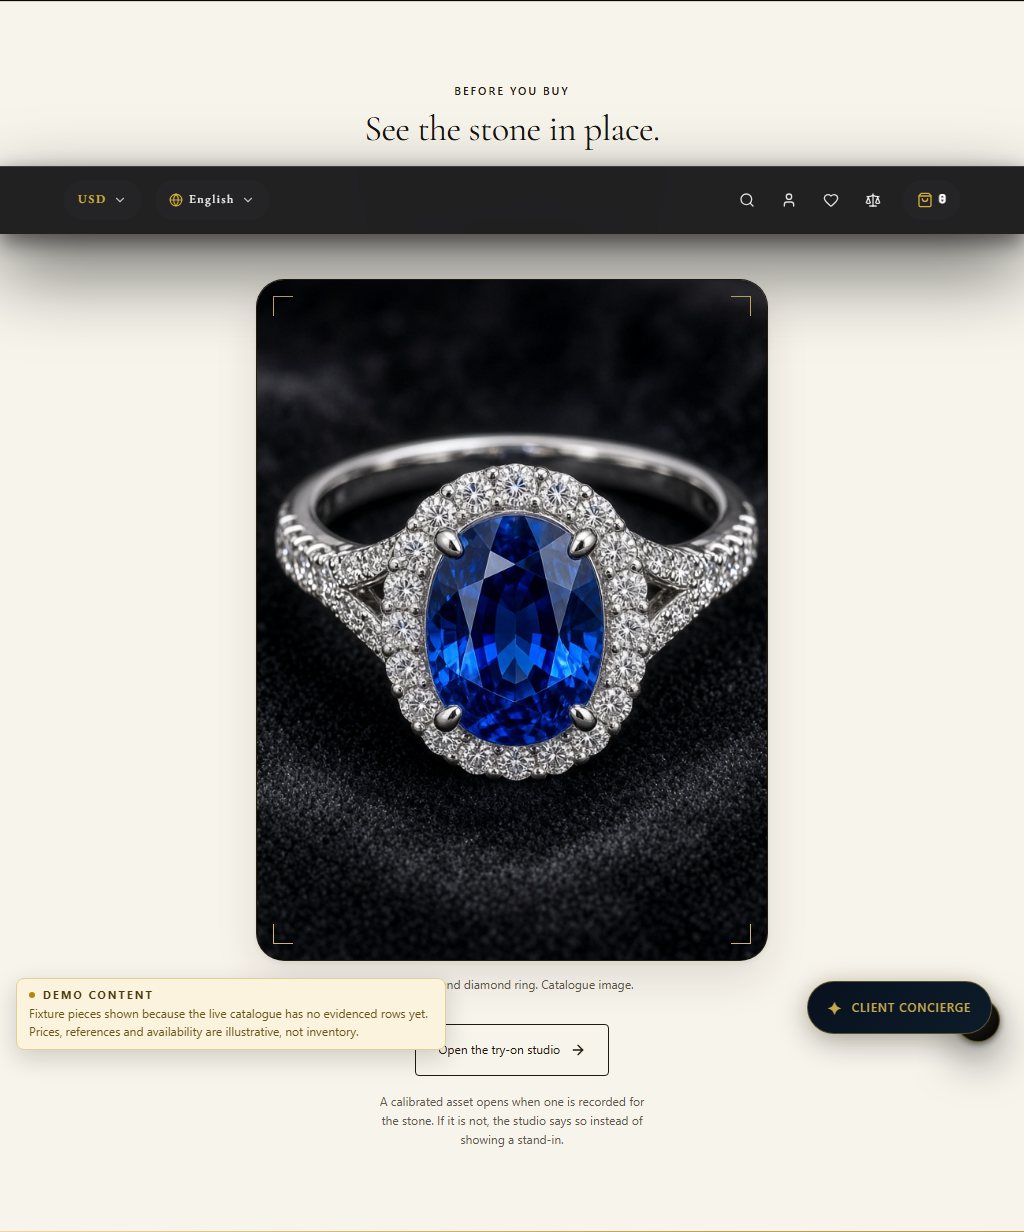 BEFORE YOU BUY
See the stone in place.
USD
English
0
nd diamond ring. Catalogue image.
DEMO CONTENT
Fixture pieces shown because the live catalogue has no evidenced rows yet.
Prices, references and availability are illustrative, not inventory.
CLIENT CONCIERGE
Open the try-on studio
A calibrated asset opens when one is recorded for
the stone. If it is not, the studio says so instead of
showing a stand-in.